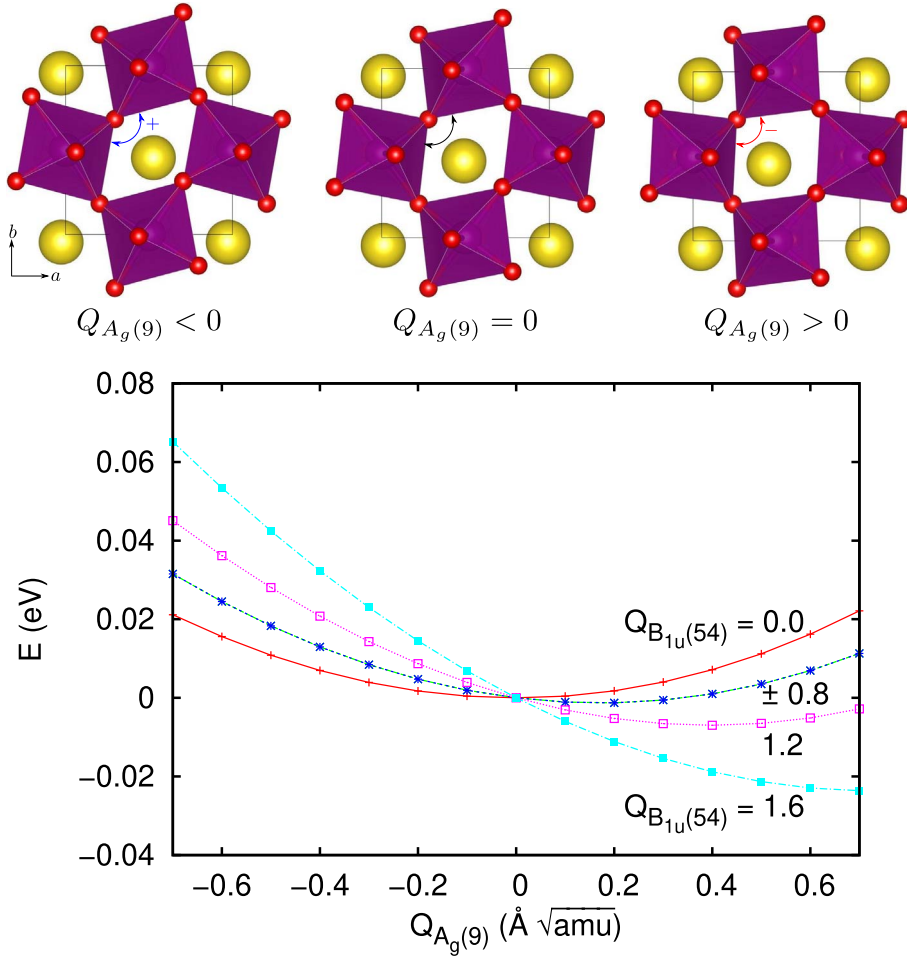 +
−
b
a
Q_{A_g(9)} < 0
Q_{A_g(9)} = 0
Q_{A_g(9)} > 0
0.08
0.06
0.04
0.02
0
−0.02
−0.04
E (eV)
Q_{B_{1u}(54)} = 0.0
± 0.8
1.2
Q_{B_{1u}(54)} = 1.6
−0.6
−0.4
−0.2
0
0.2
0.4
0.6
Q_{A_g(9)} (Å √amu)